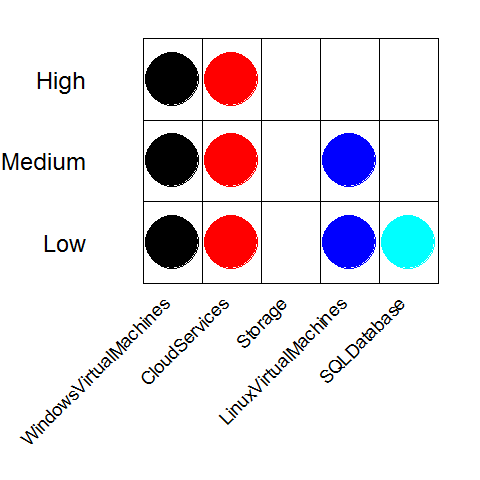 High
Medium
Low
WindowsVirtualMachines
CloudServices
Storage
LinuxVirtualMachines
SQLDatabase